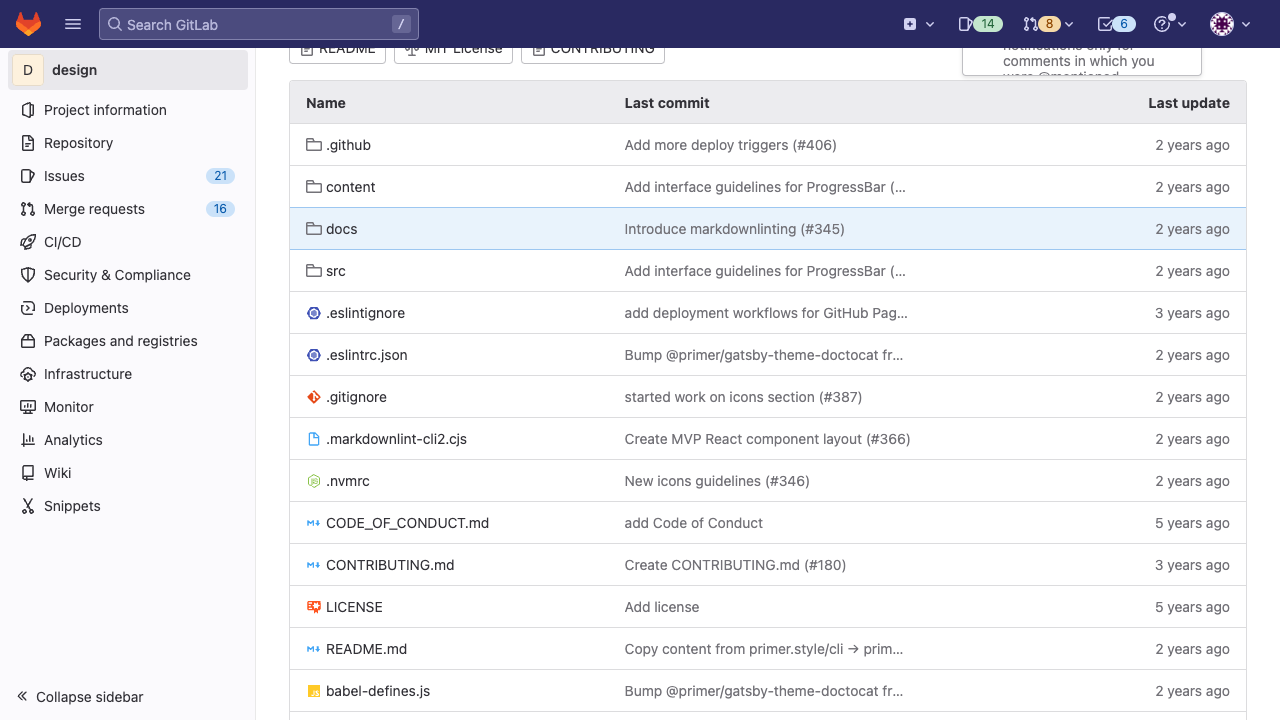 Search GitLab
/
14
8
6
README
MIT License
CONTRIBUTING
notifications only for
comments in which you
were @mentioned
D
design
Project information
Repository
Issues
21
Merge requests
16
CI/CD
Security & Compliance
Deployments
Packages and registries
Infrastructure
Monitor
Analytics
Wiki
Snippets
Collapse sidebar
Name Last commit Last update
.github Add more deploy triggers (#406) 2 years ago
content Add interface guidelines for ProgressBar (… 2 years ago
docs Introduce markdownlinting (#345) 2 years ago
src Add interface guidelines for ProgressBar (… 2 years ago
.eslintignore add deployment workflows for GitHub Pag… 3 years ago
.eslintrc.json Bump @primer/gatsby-theme-doctocat fr… 2 years ago
.gitignore started work on icons section (#387) 2 years ago
.markdownlint-cli2.cjs Create MVP React component layout (#366) 2 years ago
.nvmrc New icons guidelines (#346) 2 years ago
CODE_OF_CONDUCT.md add Code of Conduct 5 years ago
CONTRIBUTING.md Create CONTRIBUTING.md (#180) 3 years ago
LICENSE Add license 5 years ago
README.md Copy content from primer.style/cli → prim… 2 years ago
babel-defines.js Bump @primer/gatsby-theme-doctocat fr… 2 years ago